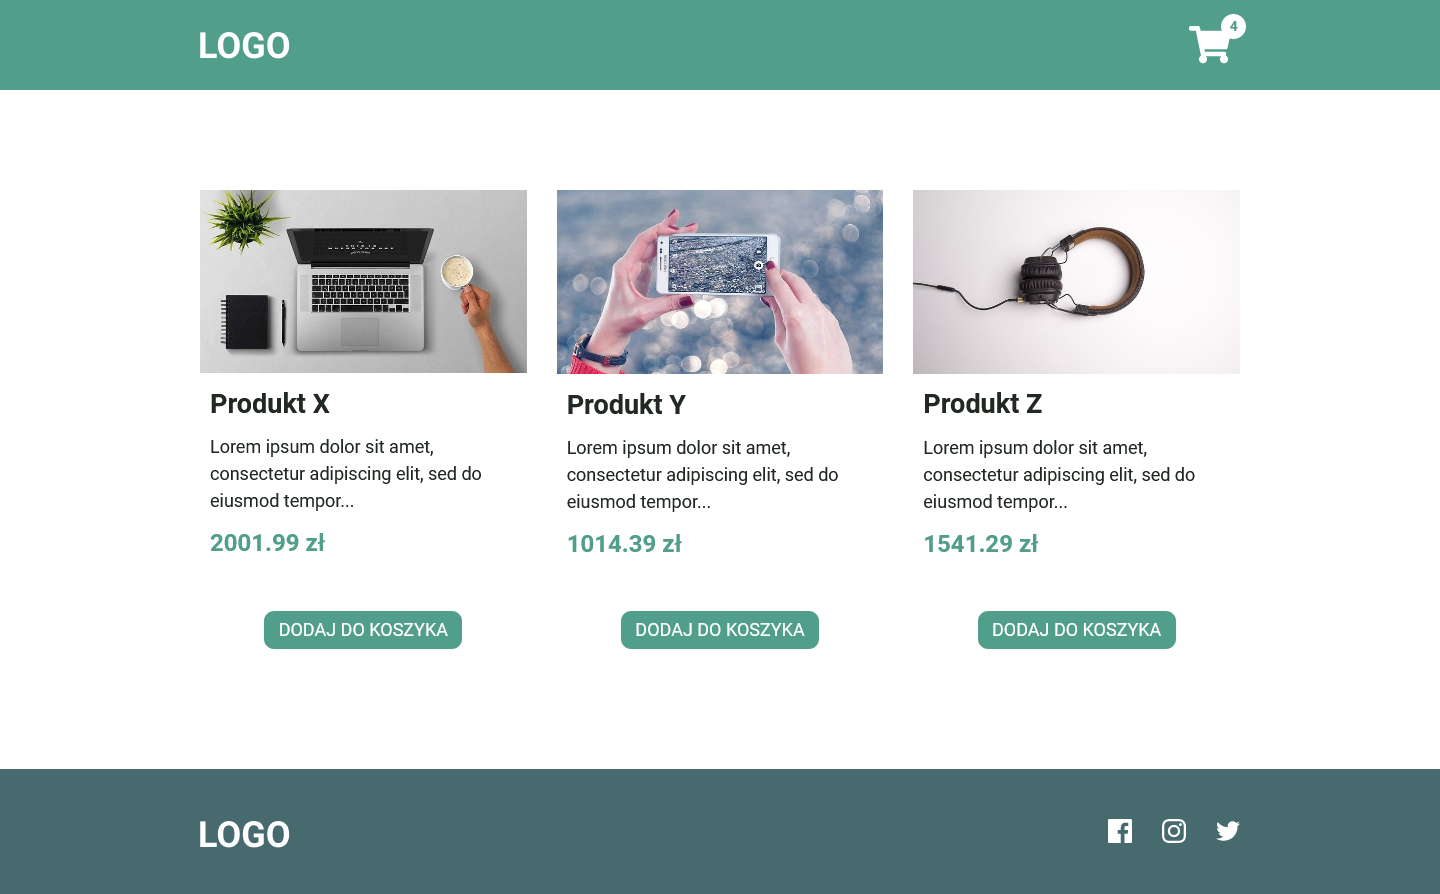 LOGO
4
Produkt X
Lorem ipsum dolor sit amet,
consectetur adipiscing elit, sed do
eiusmod tempor...
2001.99 zł
DODAJ DO KOSZYKA
Produkt Y
Lorem ipsum dolor sit amet,
consectetur adipiscing elit, sed do
eiusmod tempor...
1014.39 zł
DODAJ DO KOSZYKA
Produkt Z
Lorem ipsum dolor sit amet,
consectetur adipiscing elit, sed do
eiusmod tempor...
1541.29 zł
DODAJ DO KOSZYKA
LOGO